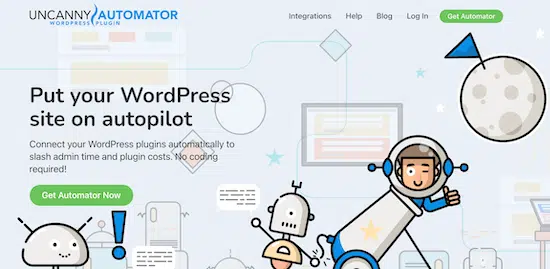 UNCANNY AUTOMATOR
WORDPRESS PLUGIN
Integrations Help Blog Log In Get Automator
Put your WordPress
site on autopilot
Connect your WordPress plugins automatically to
slash admin time and plugin costs. No coding
required!
Get Automator Now